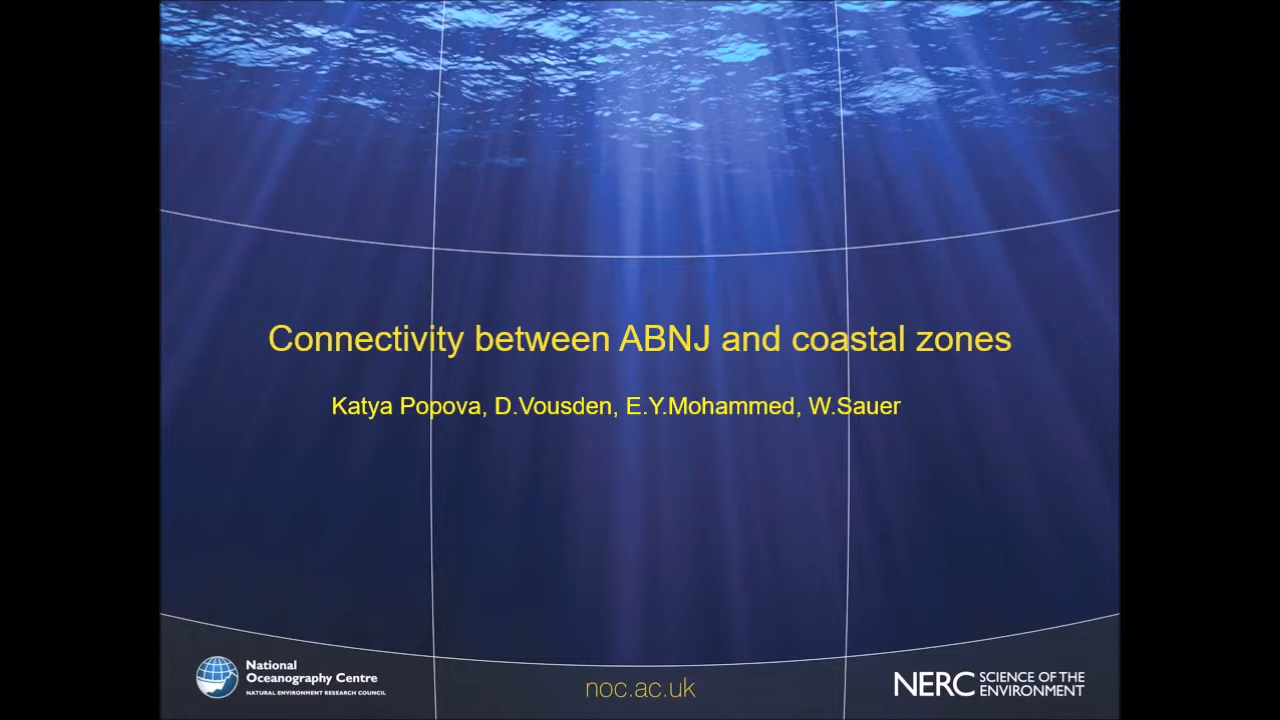 Connectivity between ABNJ and coastal zones
Katya Popova, D.Vousden, E.Y.Mohammed, W.Sauer
National
Oceanography Centre
NATURAL ENVIRONMENT RESEARCH COUNCIL
noc.ac.uk
NERC SCIENCE OF THE
ENVIRONMENT